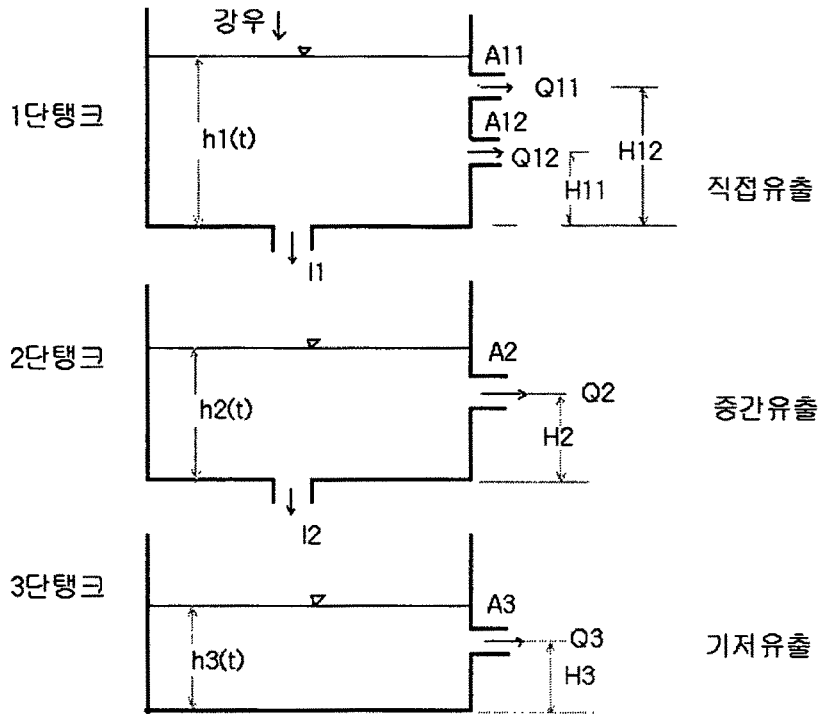 강우
A11
Q11
1단탱크
h1(t)
A12
Q12
H12
H11
직접유출
I1
2단탱크
A2
Q2
h2(t)
H2
중간유출
I2
3단탱크
A3
Q3
h3(t)
H3
기저유출